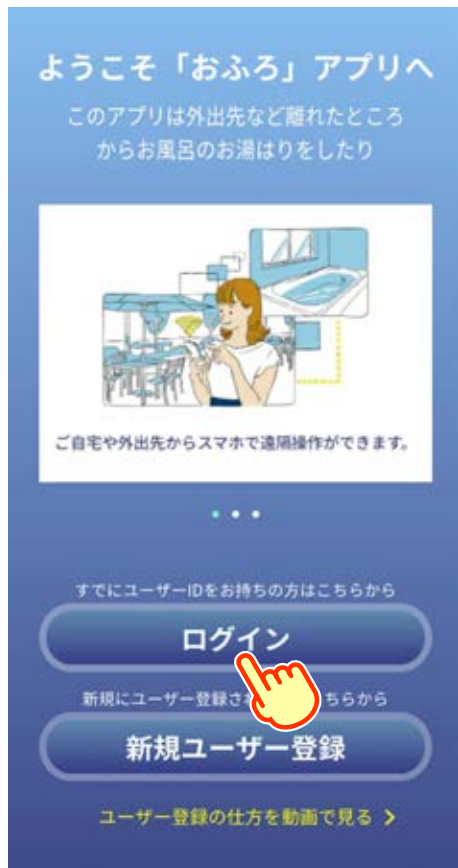 ようこそ「おふろ」アプリへ
このアプリは外出先など離れたところ
からお風呂のお湯はりをしたり
ご自宅や外出先からスマホで遠隔操作ができます。
すでにユーザーIDをお持ちの方はこちらから
ログイン
新規にユーザー登録さ ちらから
新規ユーザー登録
ユーザー登録の仕方を動画で見る >